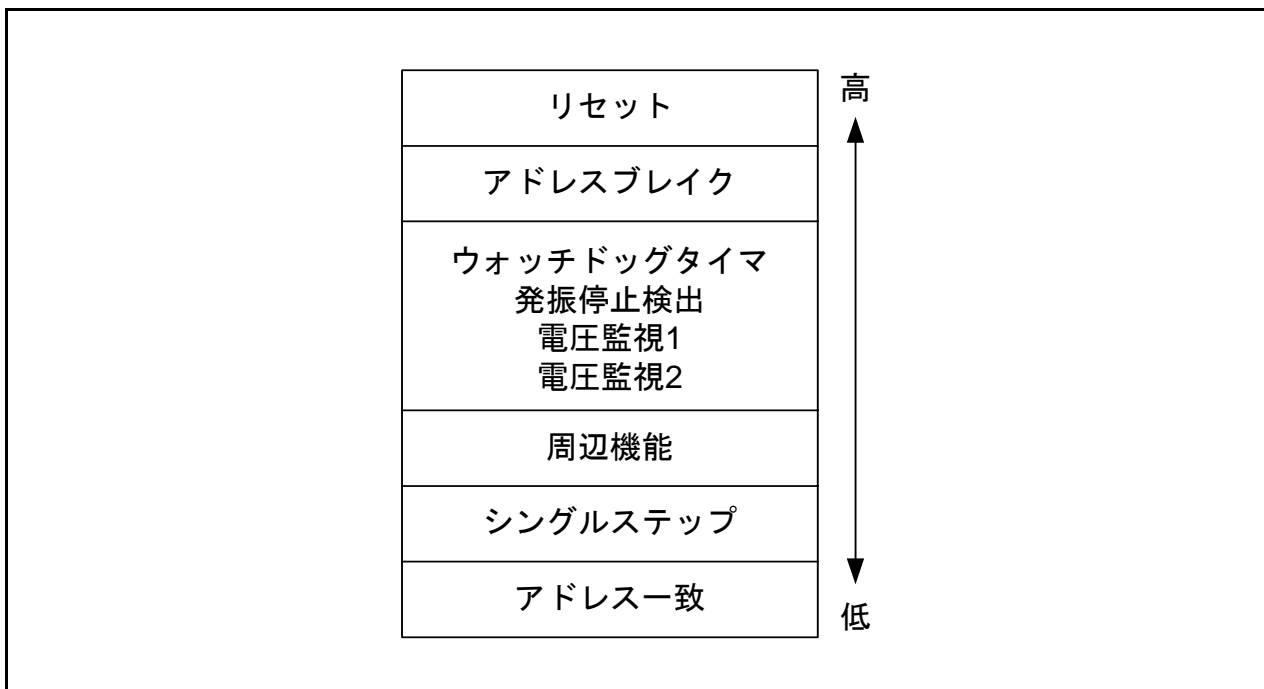 リセット
高
アドレスブレイク
ウォッチドッグタイマ
発振停止検出
電圧監視1
電圧監視2
周辺機能
シングルステップ
アドレス一致
低